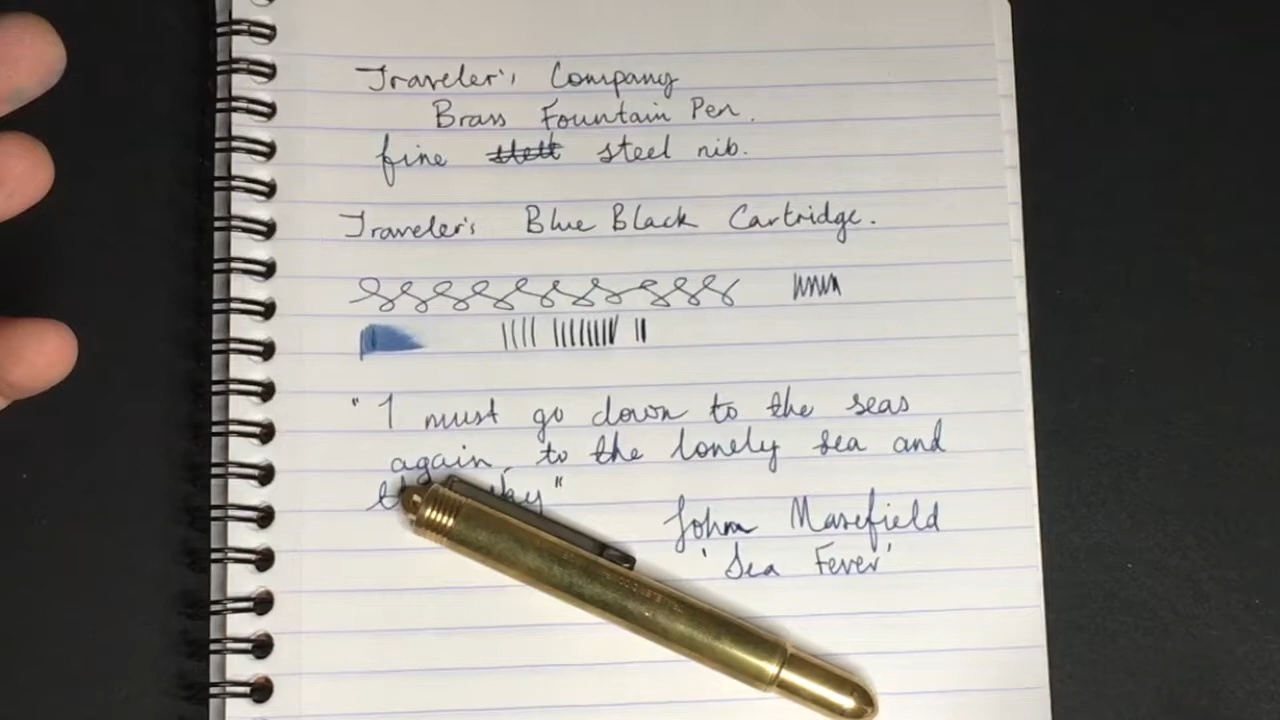 Traveler's Company
Brass Fountain Pen.
fine steel nib.
Traveler's Blue Black Cartridge.
" I must go down to the seas
again, to the lonely sea and
sky"
John Masefield
'Sea Fever'